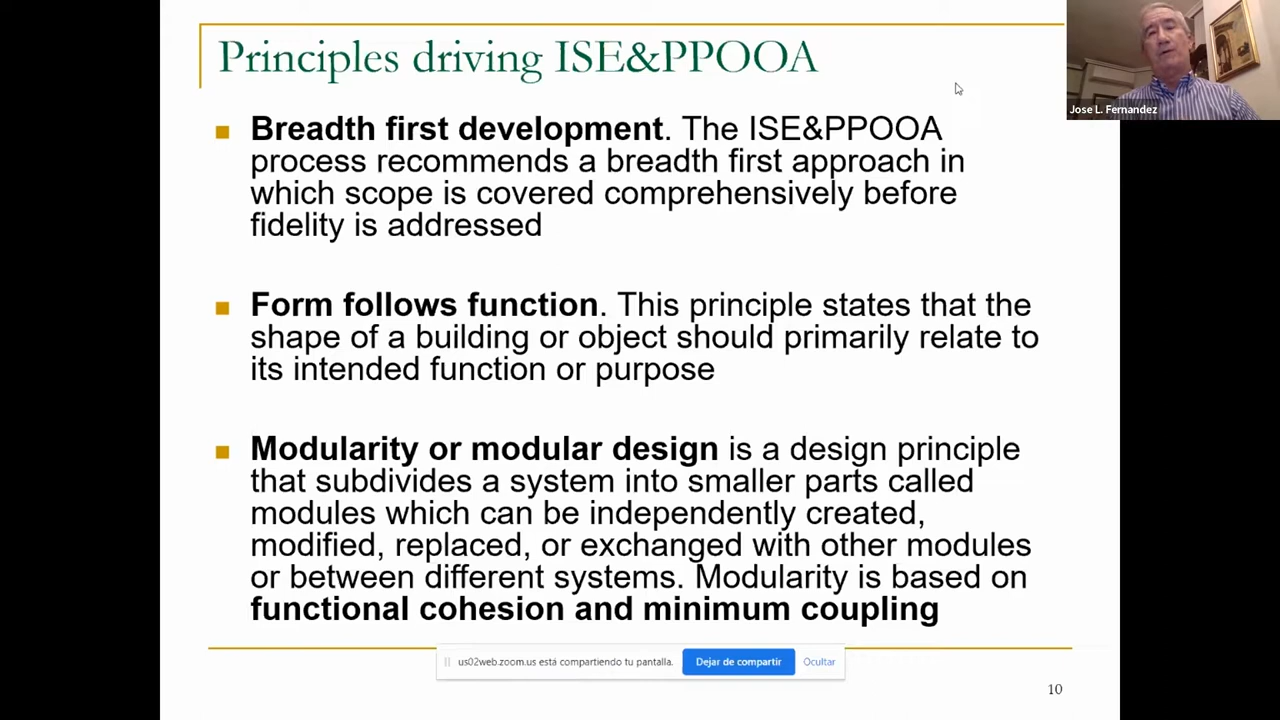 Principles driving ISE&PPOOA
Jose L. Fernandez
Breadth first development. The ISE&PPOOA
process recommends a breadth first approach in
which scope is covered comprehensively before
fidelity is addressed
Form follows function. This principle states that the
shape of a building or object should primarily relate to
its intended function or purpose
Modularity or modular design is a design principle
that subdivides a system into smaller parts called
modules which can be independently created,
modified, replaced, or exchanged with other modules
or between different systems. Modularity is based on
functional cohesion and minimum coupling
us02web.zoom.us está compartiendo tu pantalla. Dejar de compartir Ocultar
10